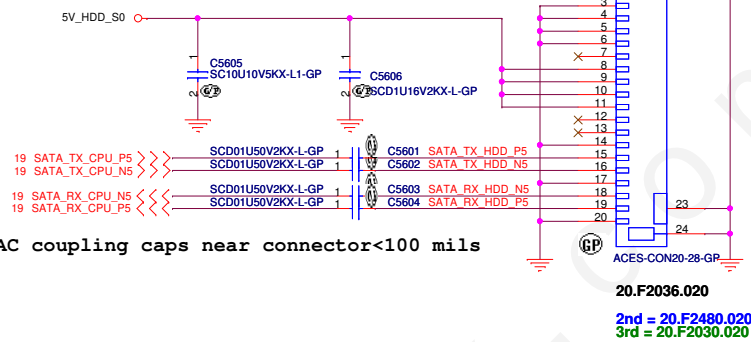 3
5V_HDD_S0
4
5
6
7
1
C5605
SC10U10V5KX-L1-GP
2
1
C5606
SCD1U16V2KX-L-GP
2
8
9
10
11
12
13
14
19 SATA_TX_CPU_P5
SCD01U50V2KX-L-GP 1
C5601 SATA_TX_HDD_P5
15
19 SATA_TX_CPU_N5
SCD01U50V2KX-L-GP 1
C5602 SATA_TX_HDD_N5
16
17
19 SATA_RX_CPU_N5
SCD01U50V2KX-L-GP 1
C5603 SATA_RX_HDD_N5
18
19 SATA_RX_CPU_P5
SCD01U50V2KX-L-GP 1
C5604 SATA_RX_HDD_P5
19
20
23
24
AC coupling caps near connector<100 mils
GP
ACES-CON20-28-GP
20.F2036.020
2nd = 20.F2480.020
3rd = 20.F2030.020